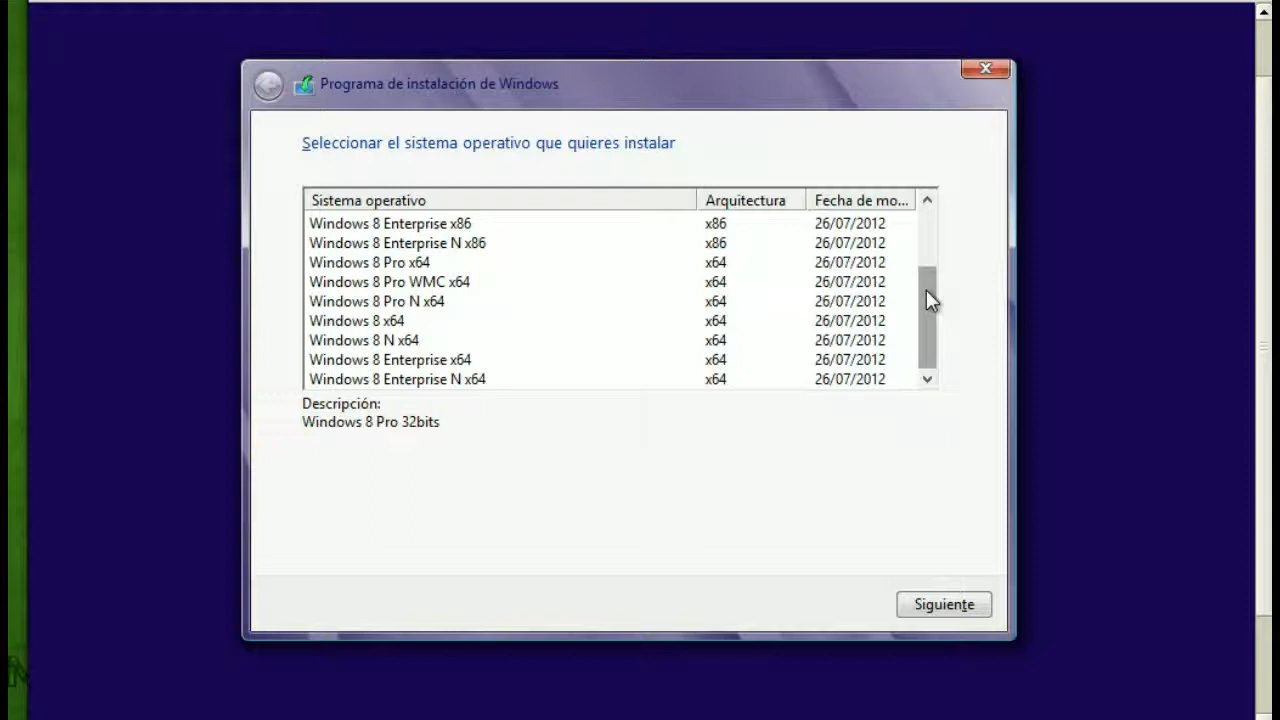 Programa de instalación de Windows
Seleccionar el sistema operativo que quieres instalar
Sistema operativo Arquitectura Fecha de mo...
Windows 8 Enterprise x86 x86 26/07/2012
Windows 8 Enterprise N x86 x86 26/07/2012
Windows 8 Pro x64 x64 26/07/2012
Windows 8 Pro WMC x64 x64 26/07/2012
Windows 8 Pro N x64 x64 26/07/2012
Windows 8 x64 x64 26/07/2012
Windows 8 N x64 x64 26/07/2012
Windows 8 Enterprise x64 x64 26/07/2012
Windows 8 Enterprise N x64 x64 26/07/2012
Descripción:
Windows 8 Pro 32bits
Siguiente